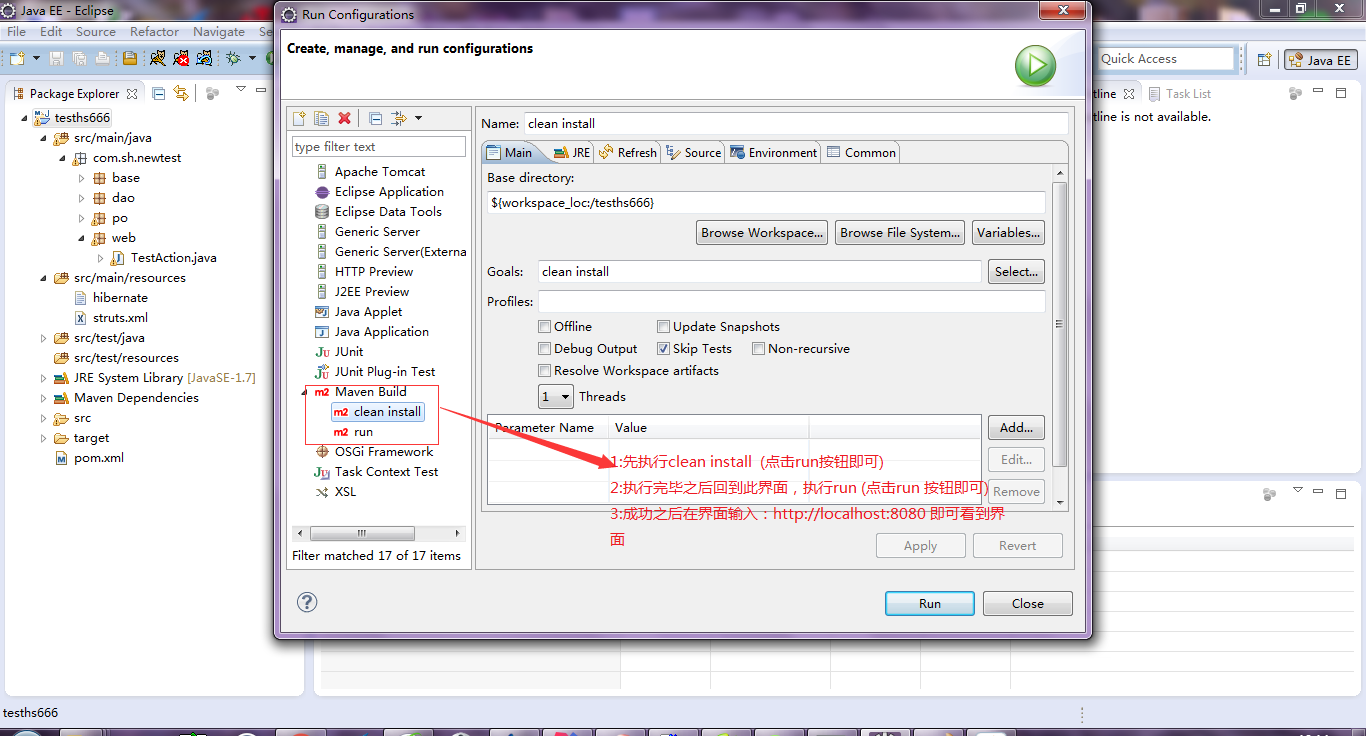 Java EE - Eclipse
File Edit Source Refactor Navigate Se
Quick Access
Java EE
Package Explorer
tesths666
src/main/java
com.sh.newtest
base
dao
po
web
TestAction.java
src/main/resources
hibernate
struts.xml
src/test/java
src/test/resources
JRE System Library [JavaSE-1.7]
Maven Dependencies
src
target
pom.xml
Run Configurations
Create, manage, and run configurations
type filter text
Apache Tomcat
Eclipse Application
Eclipse Data Tools
Generic Server
Generic Server(Externa
HTTP Preview
J2EE Preview
Java Applet
Java Application
JUnit
JUnit Plug-in Test
Maven Build
clean install
run
OSGi Framework
Task Context Test
XSL
Filter matched 17 of 17 items
Name: clean install
Main JRE Refresh Source Environment Common
Base directory:
${workspace_loc:/tesths666}
Browse Workspace... Browse File System... Variables...
Goals: clean install Select...
Profiles:
Offline Update Snapshots
Debug Output Skip Tests Non-recursive
Resolve Workspace artifacts
1 Threads
Parameter Name Value Add...
Edit...
Remove
1:先执行clean install (点击run按钮即可)
2:执行完毕之后回到此界面，执行run (点击run 按钮即可)
3:成功之后在界面输入：http://localhost:8080 即可看到界
面
Apply Revert
Run Close
tline Task List
tline is not available.
tesths666